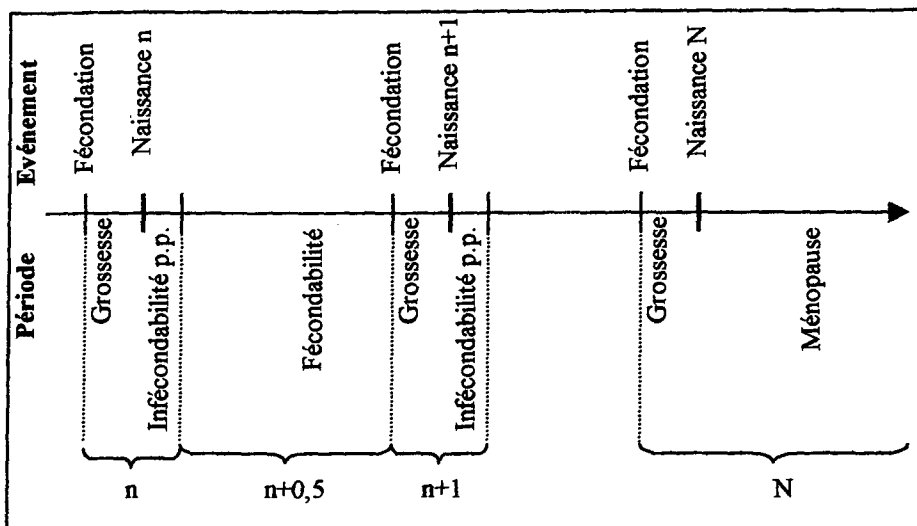 Evénement
Fécondation
Naissance n
Fécondation
Naissance n+1
Fécondation
Naissance N
Période
Grossesse
Infécondabilité p.p.
Fécondabilité
Grossesse
Infécondabilité p.p.
Grossesse
Ménopause
n
n+0,5
n+1
N